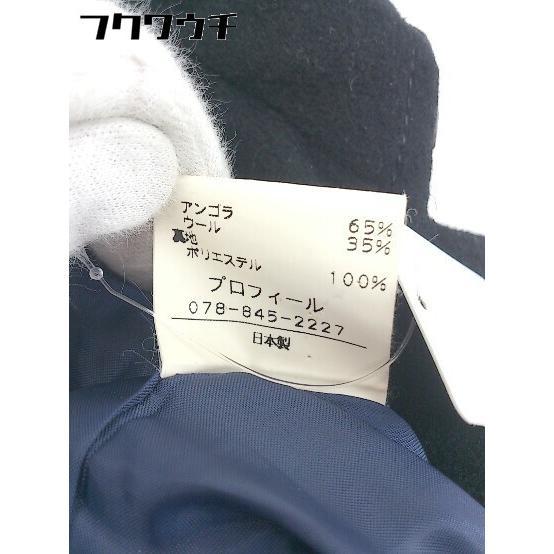 フクウウチ
アンゴラ 65%
ウール 35%
裏地
ポリエステル 100%
プロフィール
078-845-2227
日本製